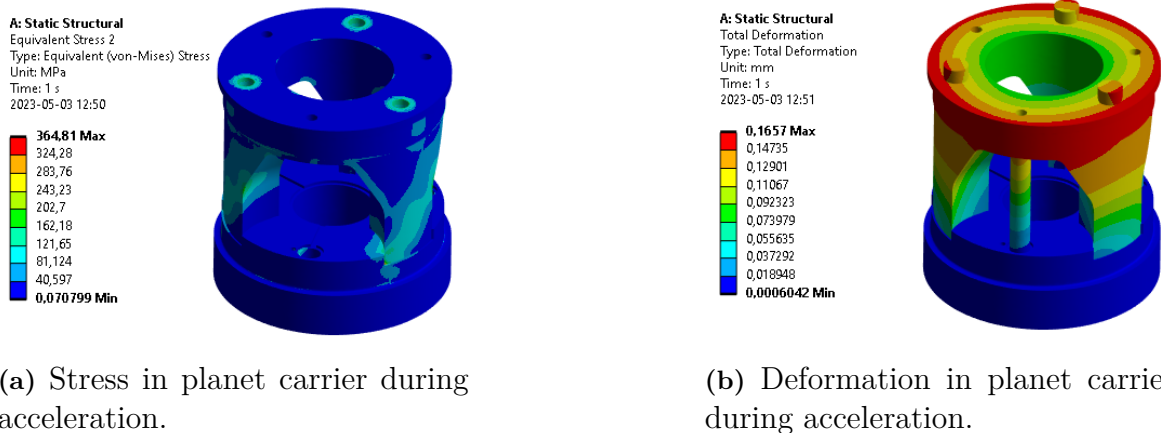 A: Static Structural
Equivalent Stress 2
Type: Equivalent (von-Mises) Stress
Unit: MPa
Time: 1 s
2023-05-03 12:50
364,81 Max
324,28
283,76
243,23
202,7
162,18
121,65
81,124
40,597
0,070799 Min
(a) Stress in planet carrier during
acceleration.
A: Static Structural
Total Deformation
Type: Total Deformation
Unit: mm
Time: 1 s
2023-05-03 12:51
0,1657 Max
0,14735
0,12901
0,11067
0,092323
0,073979
0,055635
0,037292
0,018948
0,0006042 Min
(b) Deformation in planet carrie
during acceleration.